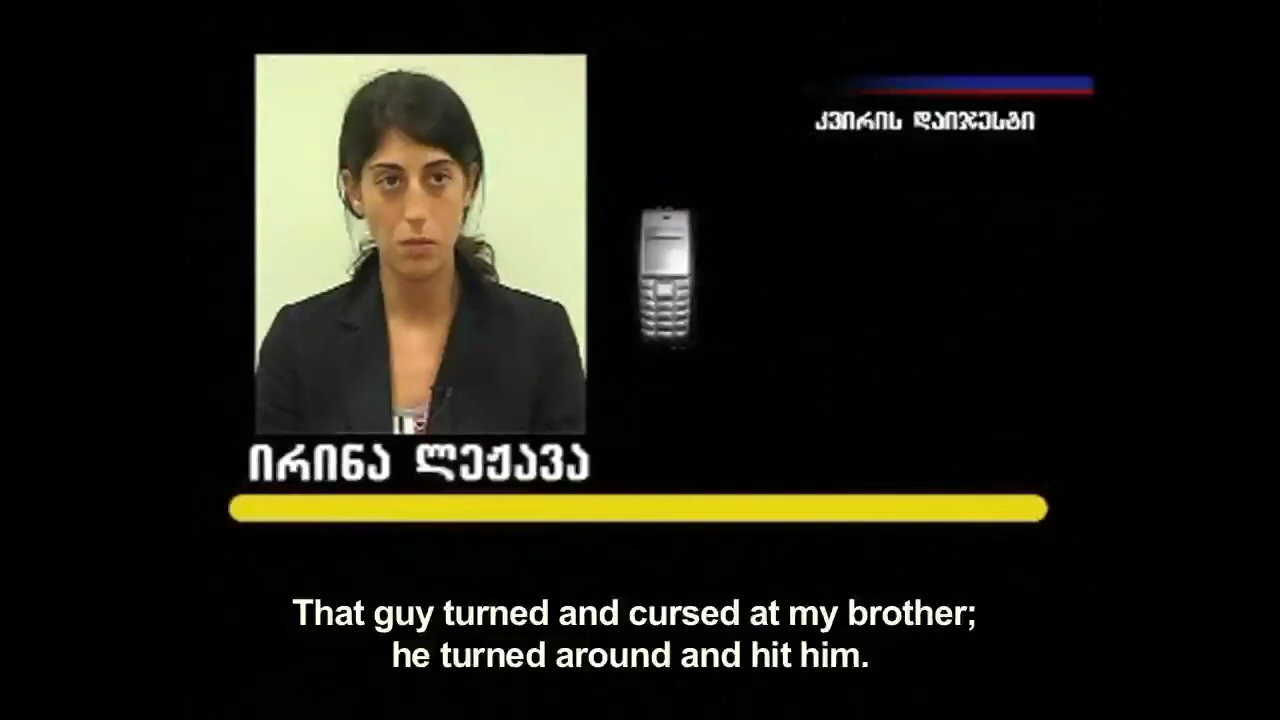 კვირის დაიჯესტი
ირინა ლეჟავა
That guy turned and cursed at my brother;
he turned around and hit him.